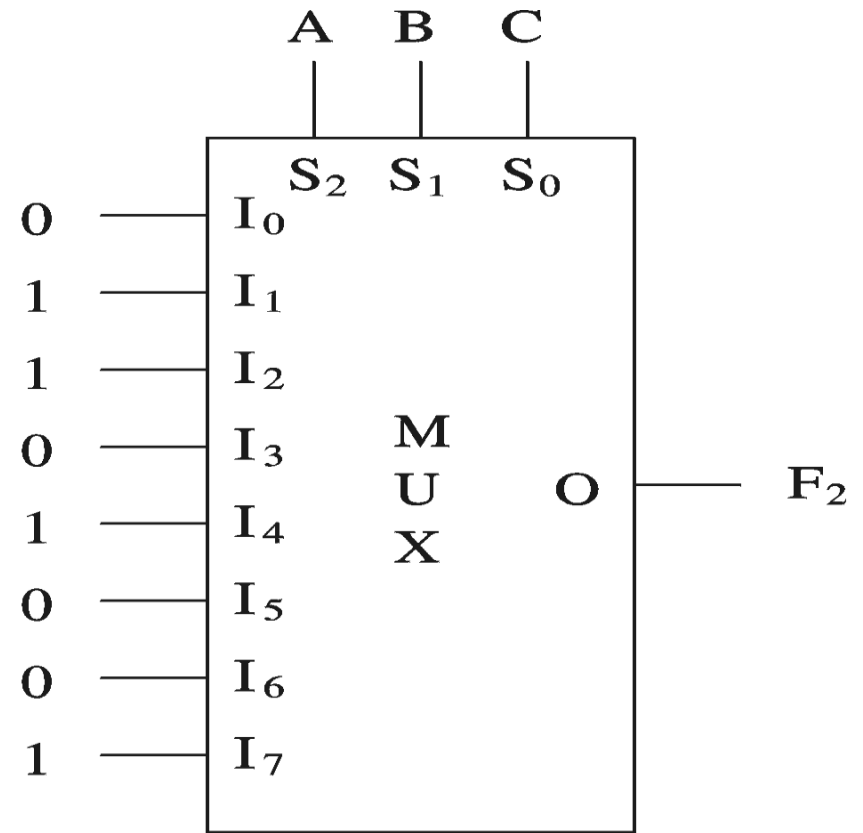 A B C
S₂ S₁ S₀
0 I₀
1 I₁
1 I₂
0 I₃
1 I₄
0 I₅
0 I₆
1 I₇
M
U
X
O F₂